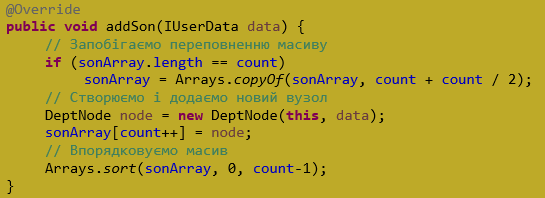 @Override
public void addSon(IUserData data) {
// Запобігаємо переповненню масиву
if (sonArray.length == count)
sonArray = Arrays.copyOf(sonArray, count + count / 2);
// Створюємо і додаємо новий вузол
DeptNode node = new DeptNode(this, data);
sonArray[count++] = node;
// Впорядковуємо масив
Arrays.sort(sonArray, 0, count-1);
}